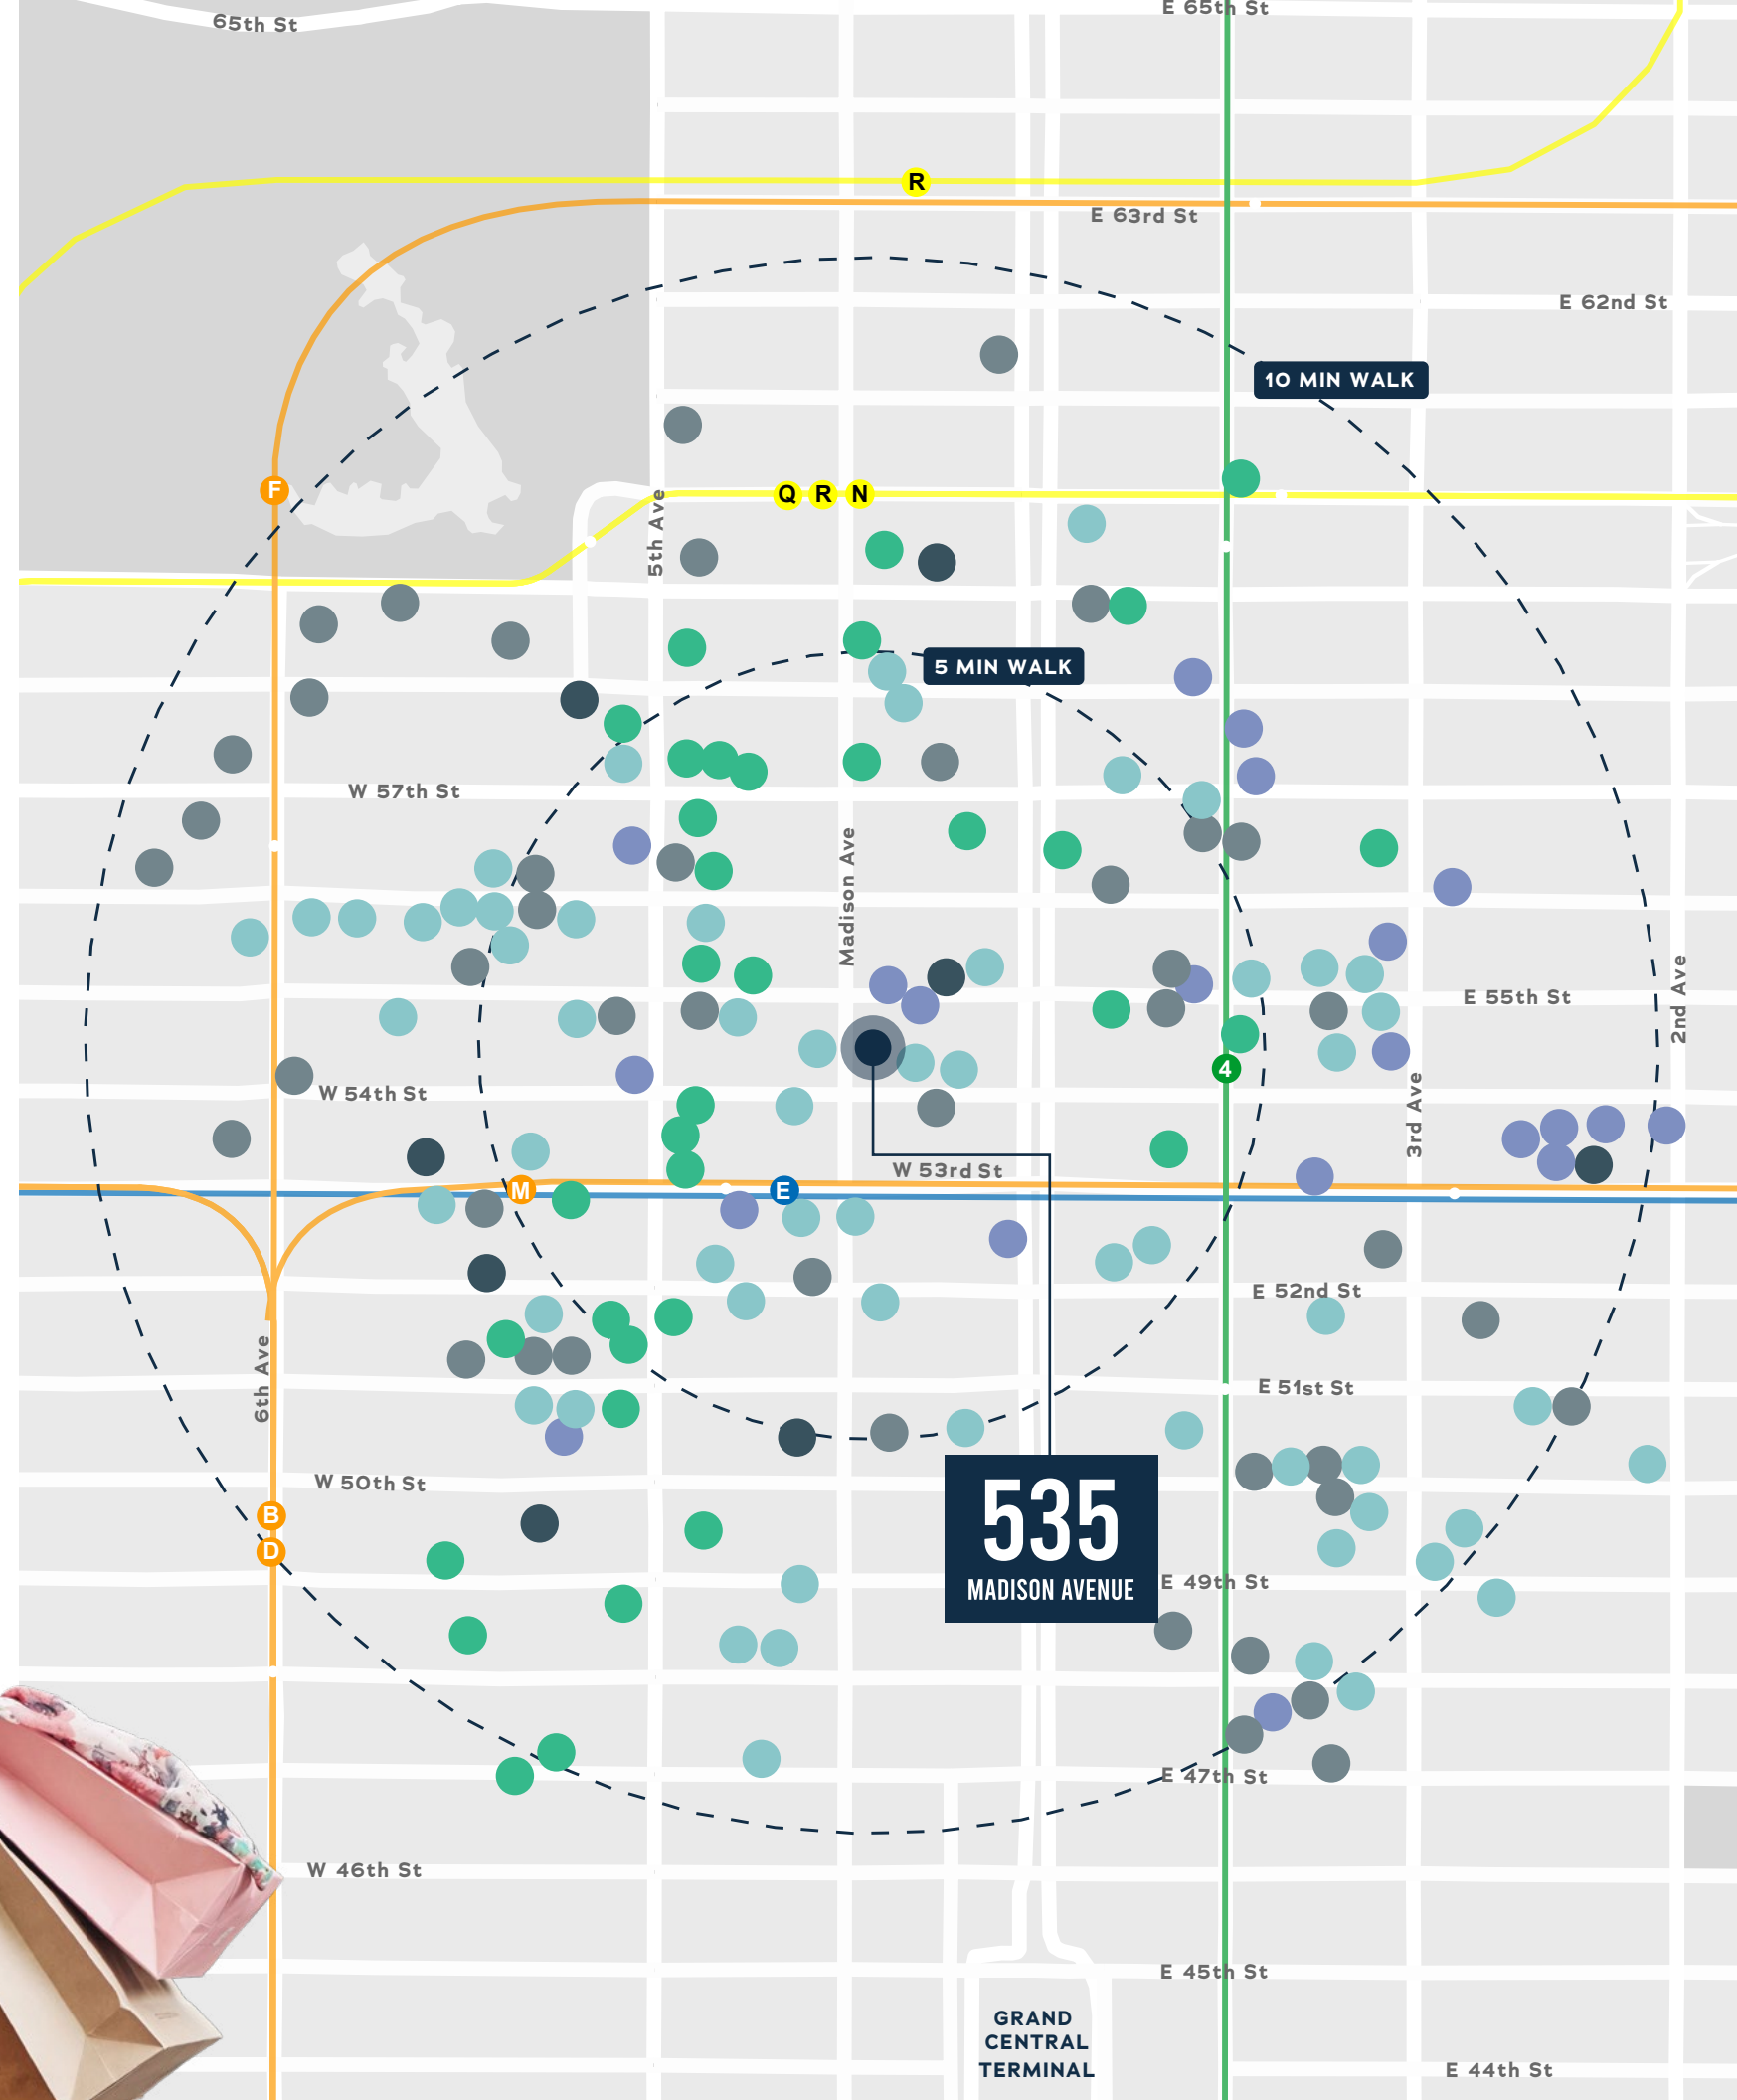 65th St
E 65th St
R
E 63rd St
E 62nd St
10 MIN WALK
F
Q R N
5th Ave
5 MIN WALK
W 57th St
Madison Ave
2nd Ave
E 55th St
4
W 54th St
3rd Ave
W 53rd St
M
E
E 52nd St
6th Ave
E 51st St
W 50th St
B
D
535
MADISON AVENUE
E 49th St
E 47th St
W 46th St
E 45th St
GRAND
CENTRAL
TERMINAL
E 44th St